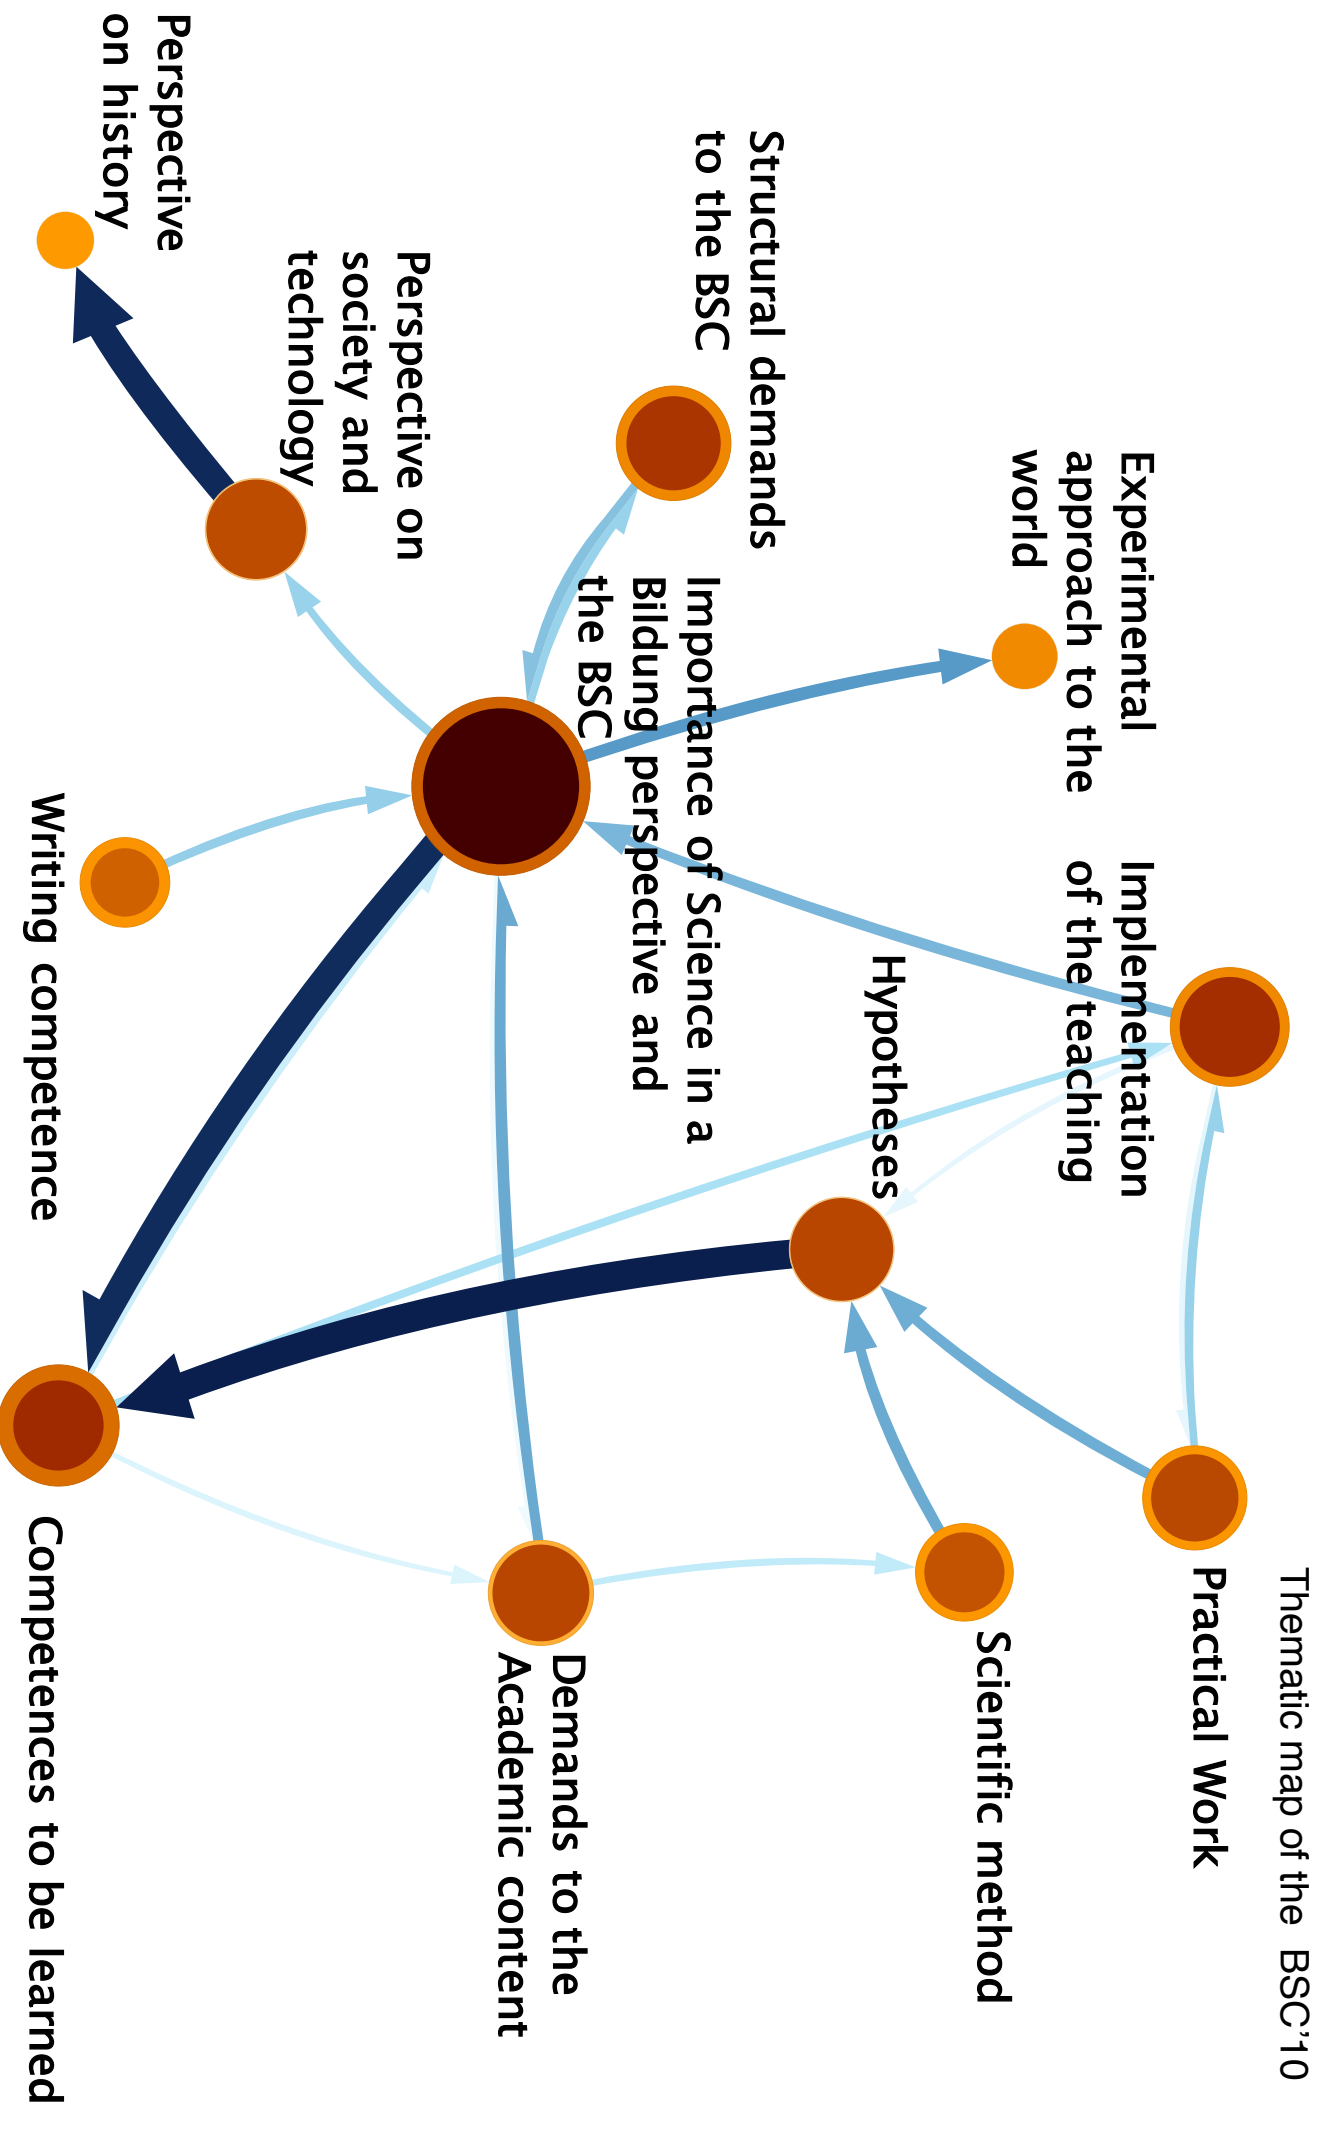 Thematic map of the BSC’10
Experimental
approach to the
world
Implementation
of the teaching
Practical Work
Scientific method
Hypotheses
Structural demands
to the BSC
Importance of Science in a
Bildung perspective and
the BSC
Demands to the
Academic content
Perspective on
society and
technology
Perspective
on history
Writing competence
Competences to be learned